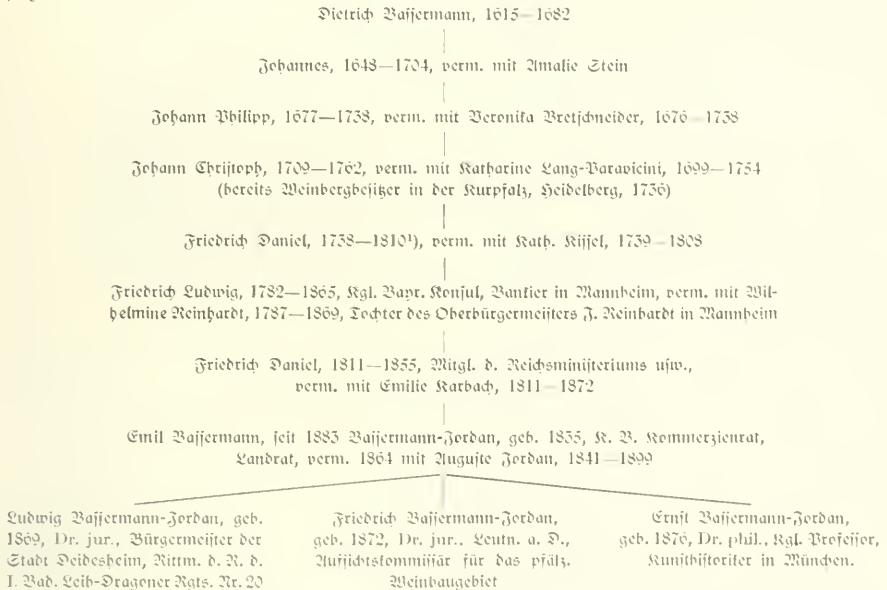 Dietrich Bassermann, 1615—1682
Johannes, 1648—1704, verm. mit Amalie Stein
Johann Philipp, 1677—1738, verm. mit Veronika Bretschneider, 1676—1758
Johann Christoph, 1709—1762, verm. mit Katharine Lang-Paravicini, 1699—1754
(bereits Weinbergbesitzer in der Kurpfalz, Heidelberg, 1736)
Friedrich Daniel, 1738—1810¹), verm. mit Kath. Kissel, 1739—1808
Friedrich Ludwig, 1782—1865, Kgl. Bayr. Konsul, Bankier in Mannheim, verm. mit Wil-
helmine Reinhardt, 1787—1869, Tochter des Oberbürgermeisters J. Reinhardt in Mannheim
Friedrich Daniel, 1811—1855, Mitgl. d. Reichsministeriums usw.,
verm. mit Emilie Karbach, 1811—1872
Emil Bassermann, seit 1883 Bassermann-Jordan, geb. 1835, K. B. Kommerzienrat,
Landrat, verm. 1864 mit Auguste Jordan, 1841—1899
Ludwig Bassermann-Jordan, geb.
1869, Dr. jur., Bürgermeister der
Stadt Deidesheim, Rittm. d. R. d.
I. Bad. Leib-Dragoner Rgts. Nr. 20
Friedrich Bassermann-Jordan,
geb. 1872, Dr. jur., Leutn. a. D.,
Aufsichtskommissär für das pfälz.
Weinbaugebiet
Ernst Bassermann-Jordan,
geb. 1876, Dr. phil., Kgl. Professor,
Kunsthistoriker in München.